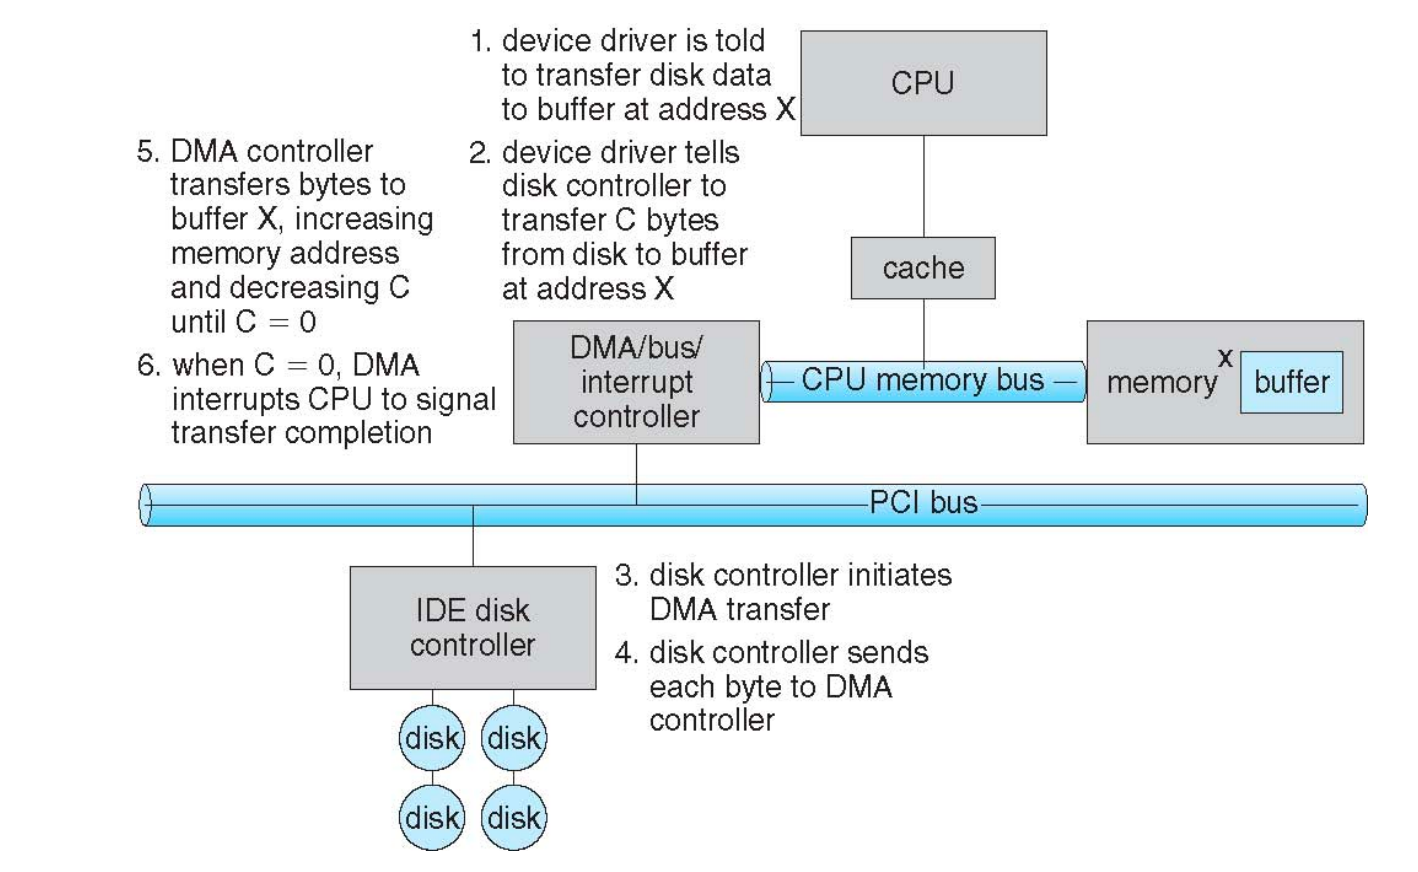 1. device driver is told
to transfer disk data
to buffer at address X
CPU
5. DMA controller
transfers bytes to
buffer X, increasing
memory address
and decreasing C
until C = 0
2. device driver tells
disk controller to
transfer C bytes
from disk to buffer
at address X
cache
6. when C = 0, DMA
interrupts CPU to signal
transfer completion
DMA/bus/
interrupt
controller
CPU memory bus
memory
X
buffer
PCI bus
IDE disk
controller
3. disk controller initiates
DMA transfer
4. disk controller sends
each byte to DMA
controller
disk
disk
disk
disk